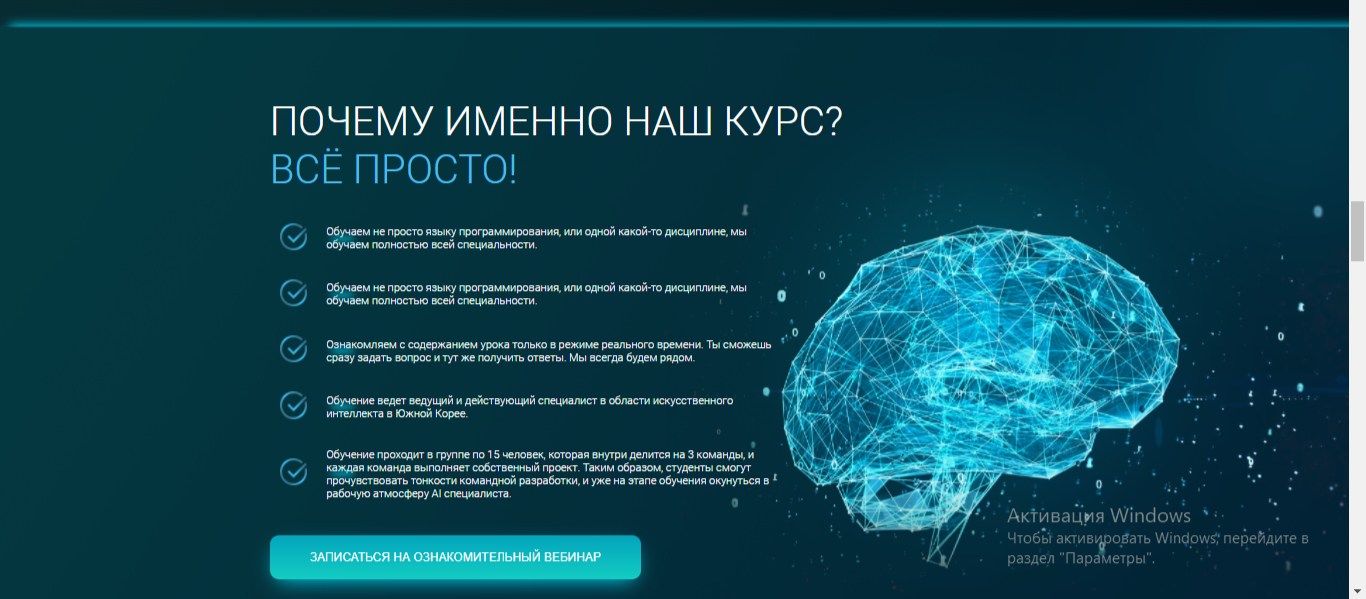 ПОЧЕМУ ИМЕННО НАШ КУРС?
ВСЁ ПРОСТО!
Обучаем не просто языку программирования, или одной какой-то дисциплине, мы
обучаем полностью всей специальности.
Обучаем не просто языку программирования, или одной какой-то дисциплине, мы
обучаем полностью всей специальности.
Ознакомляем с содержанием урока только в режиме реального времени. Ты сможешь
сразу задать вопрос и тут же получить ответы. Мы всегда будем рядом.
Обучение ведет ведущий и действующий специалист в области искусственного
интеллекта в Южной Корее.
Обучение проходит в группе по 15 человек, которая внутри делится на 3 команды, и
каждая команда выполняет собственный проект. Таким образом, студенты смогут
прочувствовать тонкости командной разработки, и уже на этапе обучения окунуться в
рабочую атмосферу AI специалиста.
ЗАПИСАТЬСЯ НА ОЗНАКОМИТЕЛЬНЫЙ ВЕБИНАР
Активация Windows
Чтобы активировать Windows, перейдите в
раздел "Параметры".